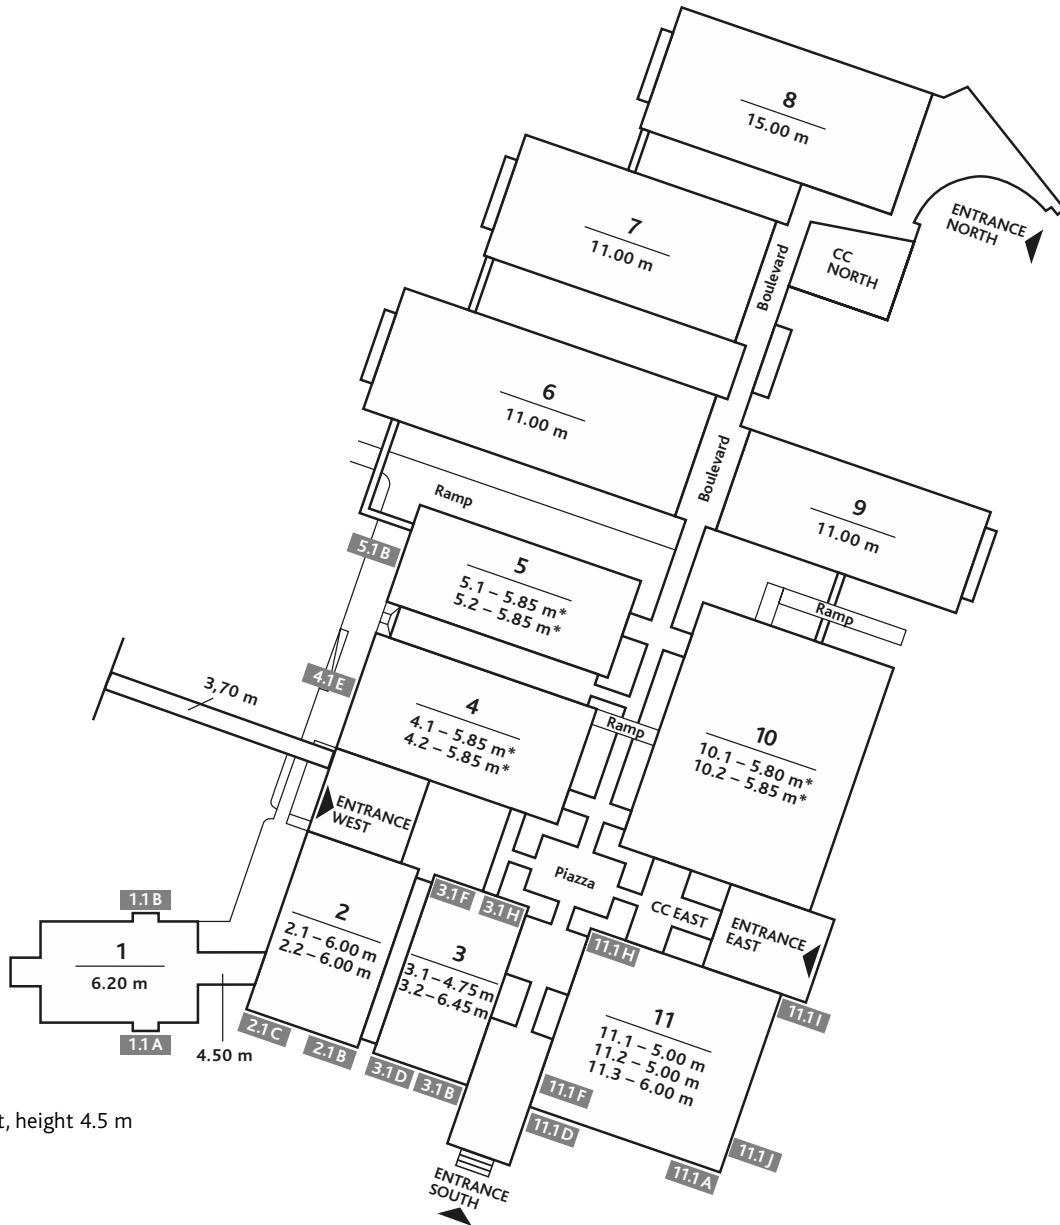 8
15.00 m
ENTRANCE
NORTH
7
11.00 m
CC
NORTH
Boulevard
6
11.00 m
Boulevard
9
11.00 m
Ramp
5.1 B
5
5.1 – 5.85 m*
5.2 – 5.85 m*
Ramp
4.1 E
3,70 m
4
4.1 – 5.85 m*
4.2 – 5.85 m*
Ramp
10
10.1 – 5.80 m*
10.2 – 5.85 m*
ENTRANCE
WEST
Piazza
3.1 F
3.1 H
CC EAST
ENTRANCE
EAST
1.1 B
1
6.20 m
1.1 A
4.50 m
2
2.1 – 6.00 m
2.2 – 6.00 m
2.1 C
2.1 B
3
3.1 – 4.75 m
3.2 – 6.45 m
3.1 D
3.1 B
11.1 H
11.1 I
11
11.1 – 5.00 m
11.2 – 5.00 m
11.3 – 6.00 m
11.1 F
11.1 D
11.1 J
11.1 A
t, height 4.5 m
ENTRANCE
SOUTH